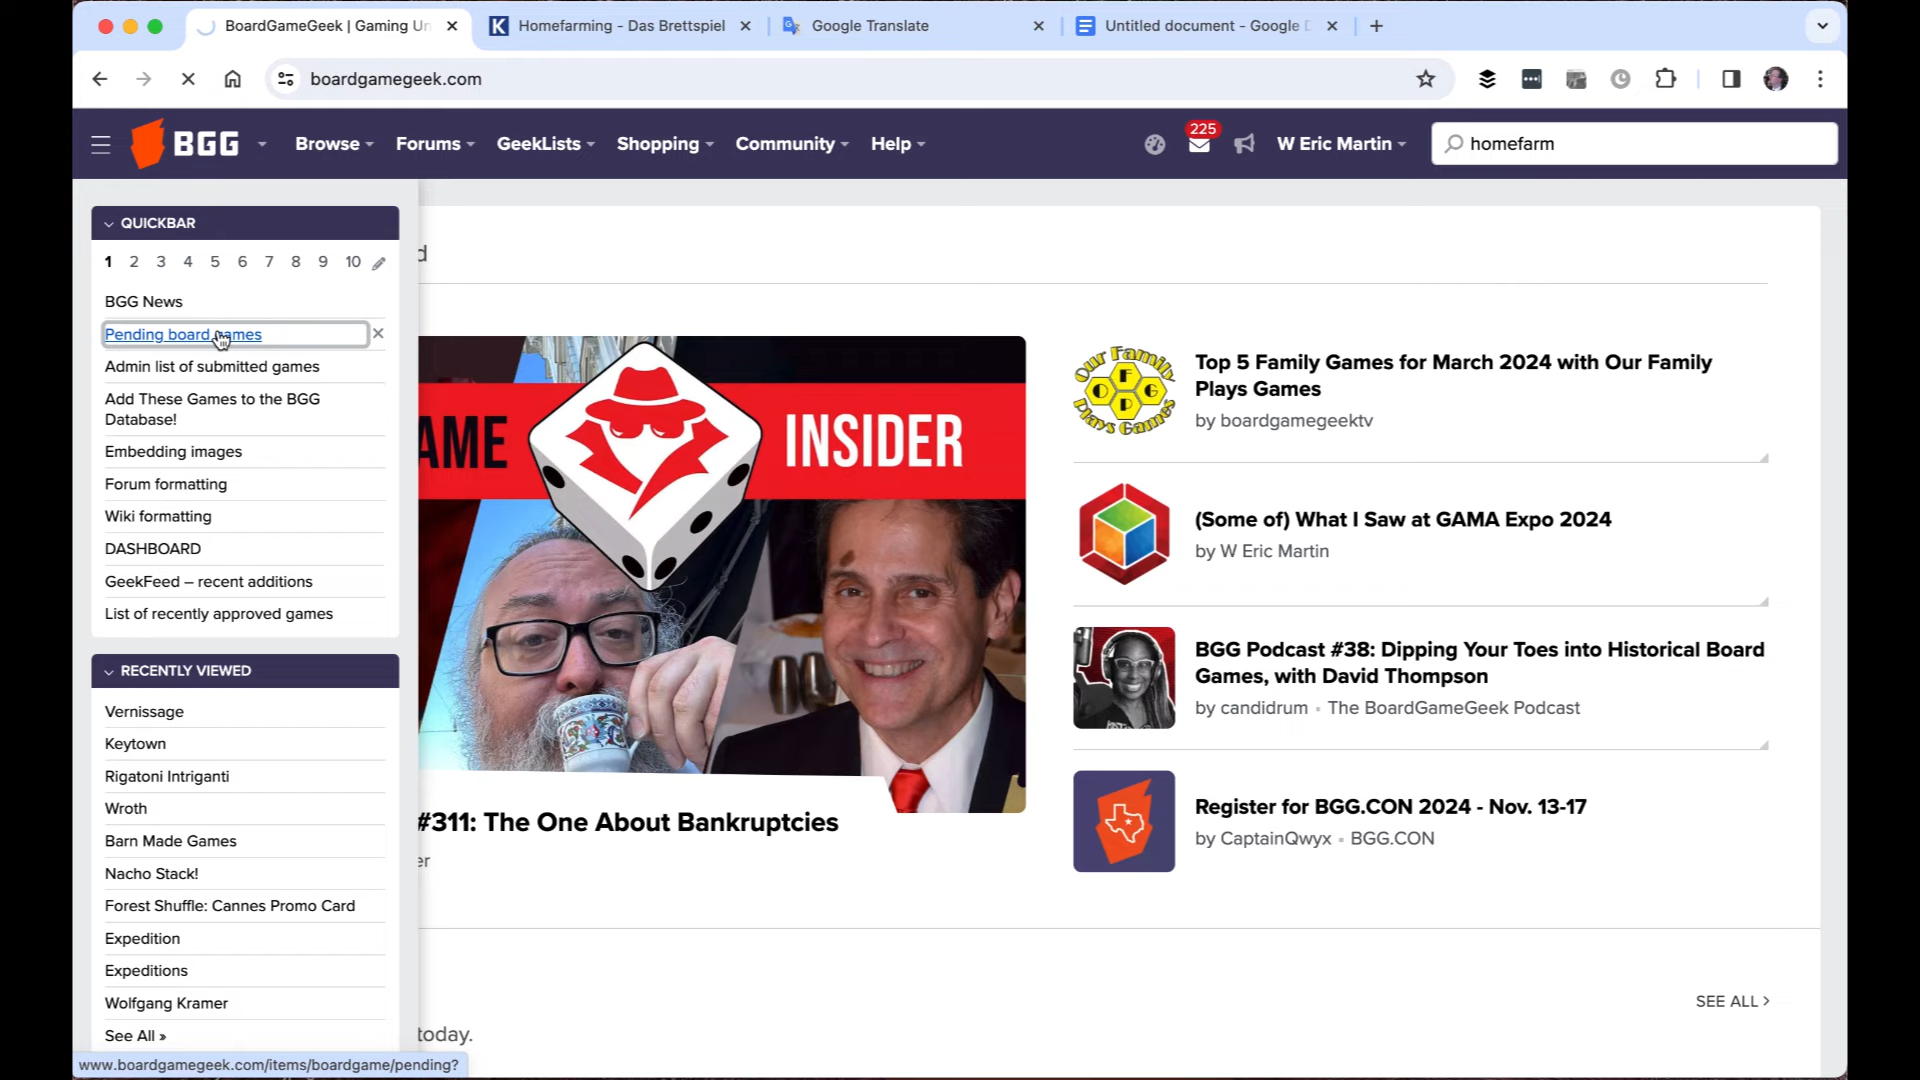 BoardGameGeek | Gaming Un
Homefarming - Das Brettspiel
Google Translate
Untitled document - Google D
boardgamegeek.com
BGG
Browse
Forums
GeekLists
Shopping
Community
Help
225
W Eric Martin
homefarm
QUICKBAR
1 2 3 4 5 6 7 8 9 10
BGG News
Pending board games
Admin list of submitted games
Add These Games to the BGG
Database!
Embedding images
Forum formatting
Wiki formatting
DASHBOARD
GeekFeed – recent additions
List of recently approved games
RECENTLY VIEWED
Vernissage
Keytown
Rigatoni Intriganti
Wroth
Barn Made Games
Nacho Stack!
Forest Shuffle: Cannes Promo Card
Expedition
Expeditions
Wolfgang Kramer
See All »
www.boardgamegeek.com/items/boardgame/pending?
d
AME INSIDER
#311: The One About Bankruptcies
er
today.
Our Family
O F G P
Plays Games
Top 5 Family Games for March 2024 with Our Family
Plays Games
by boardgamegeektv
(Some of) What I Saw at GAMA Expo 2024
by W Eric Martin
BGG Podcast #38: Dipping Your Toes into Historical Board
Games, with David Thompson
by candidrum • The BoardGameGeek Podcast
Register for BGG.CON 2024 - Nov. 13-17
by CaptainQwyx • BGG.CON
SEE ALL >